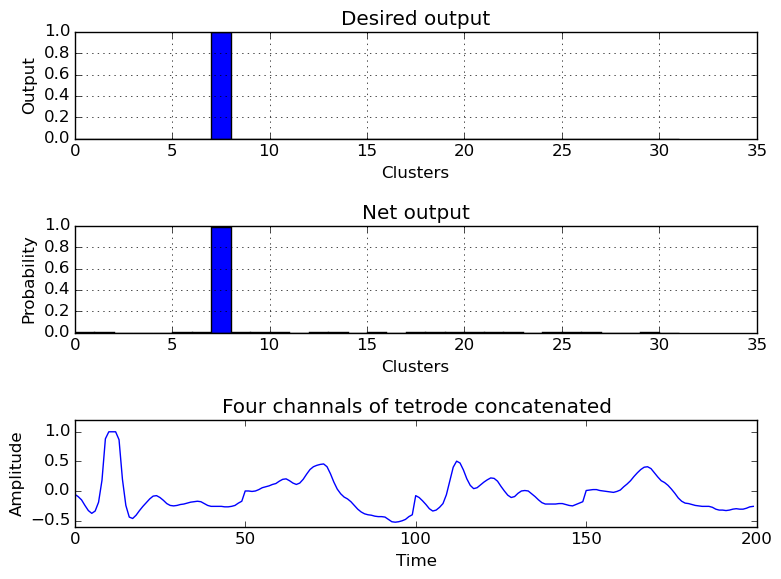 Desired output
1.0
0.8
0.6
0.4
0.2
0.0
Output
0 5 10 15 20 25 30 35
Clusters
Net output
1.0
0.8
0.6
0.4
0.2
0.0
Probability
0 5 10 15 20 25 30 35
Clusters
Four channals of tetrode concatenated
1.0
0.5
0.0
−0.5
Amplitude
0 50 100 150 200
Time